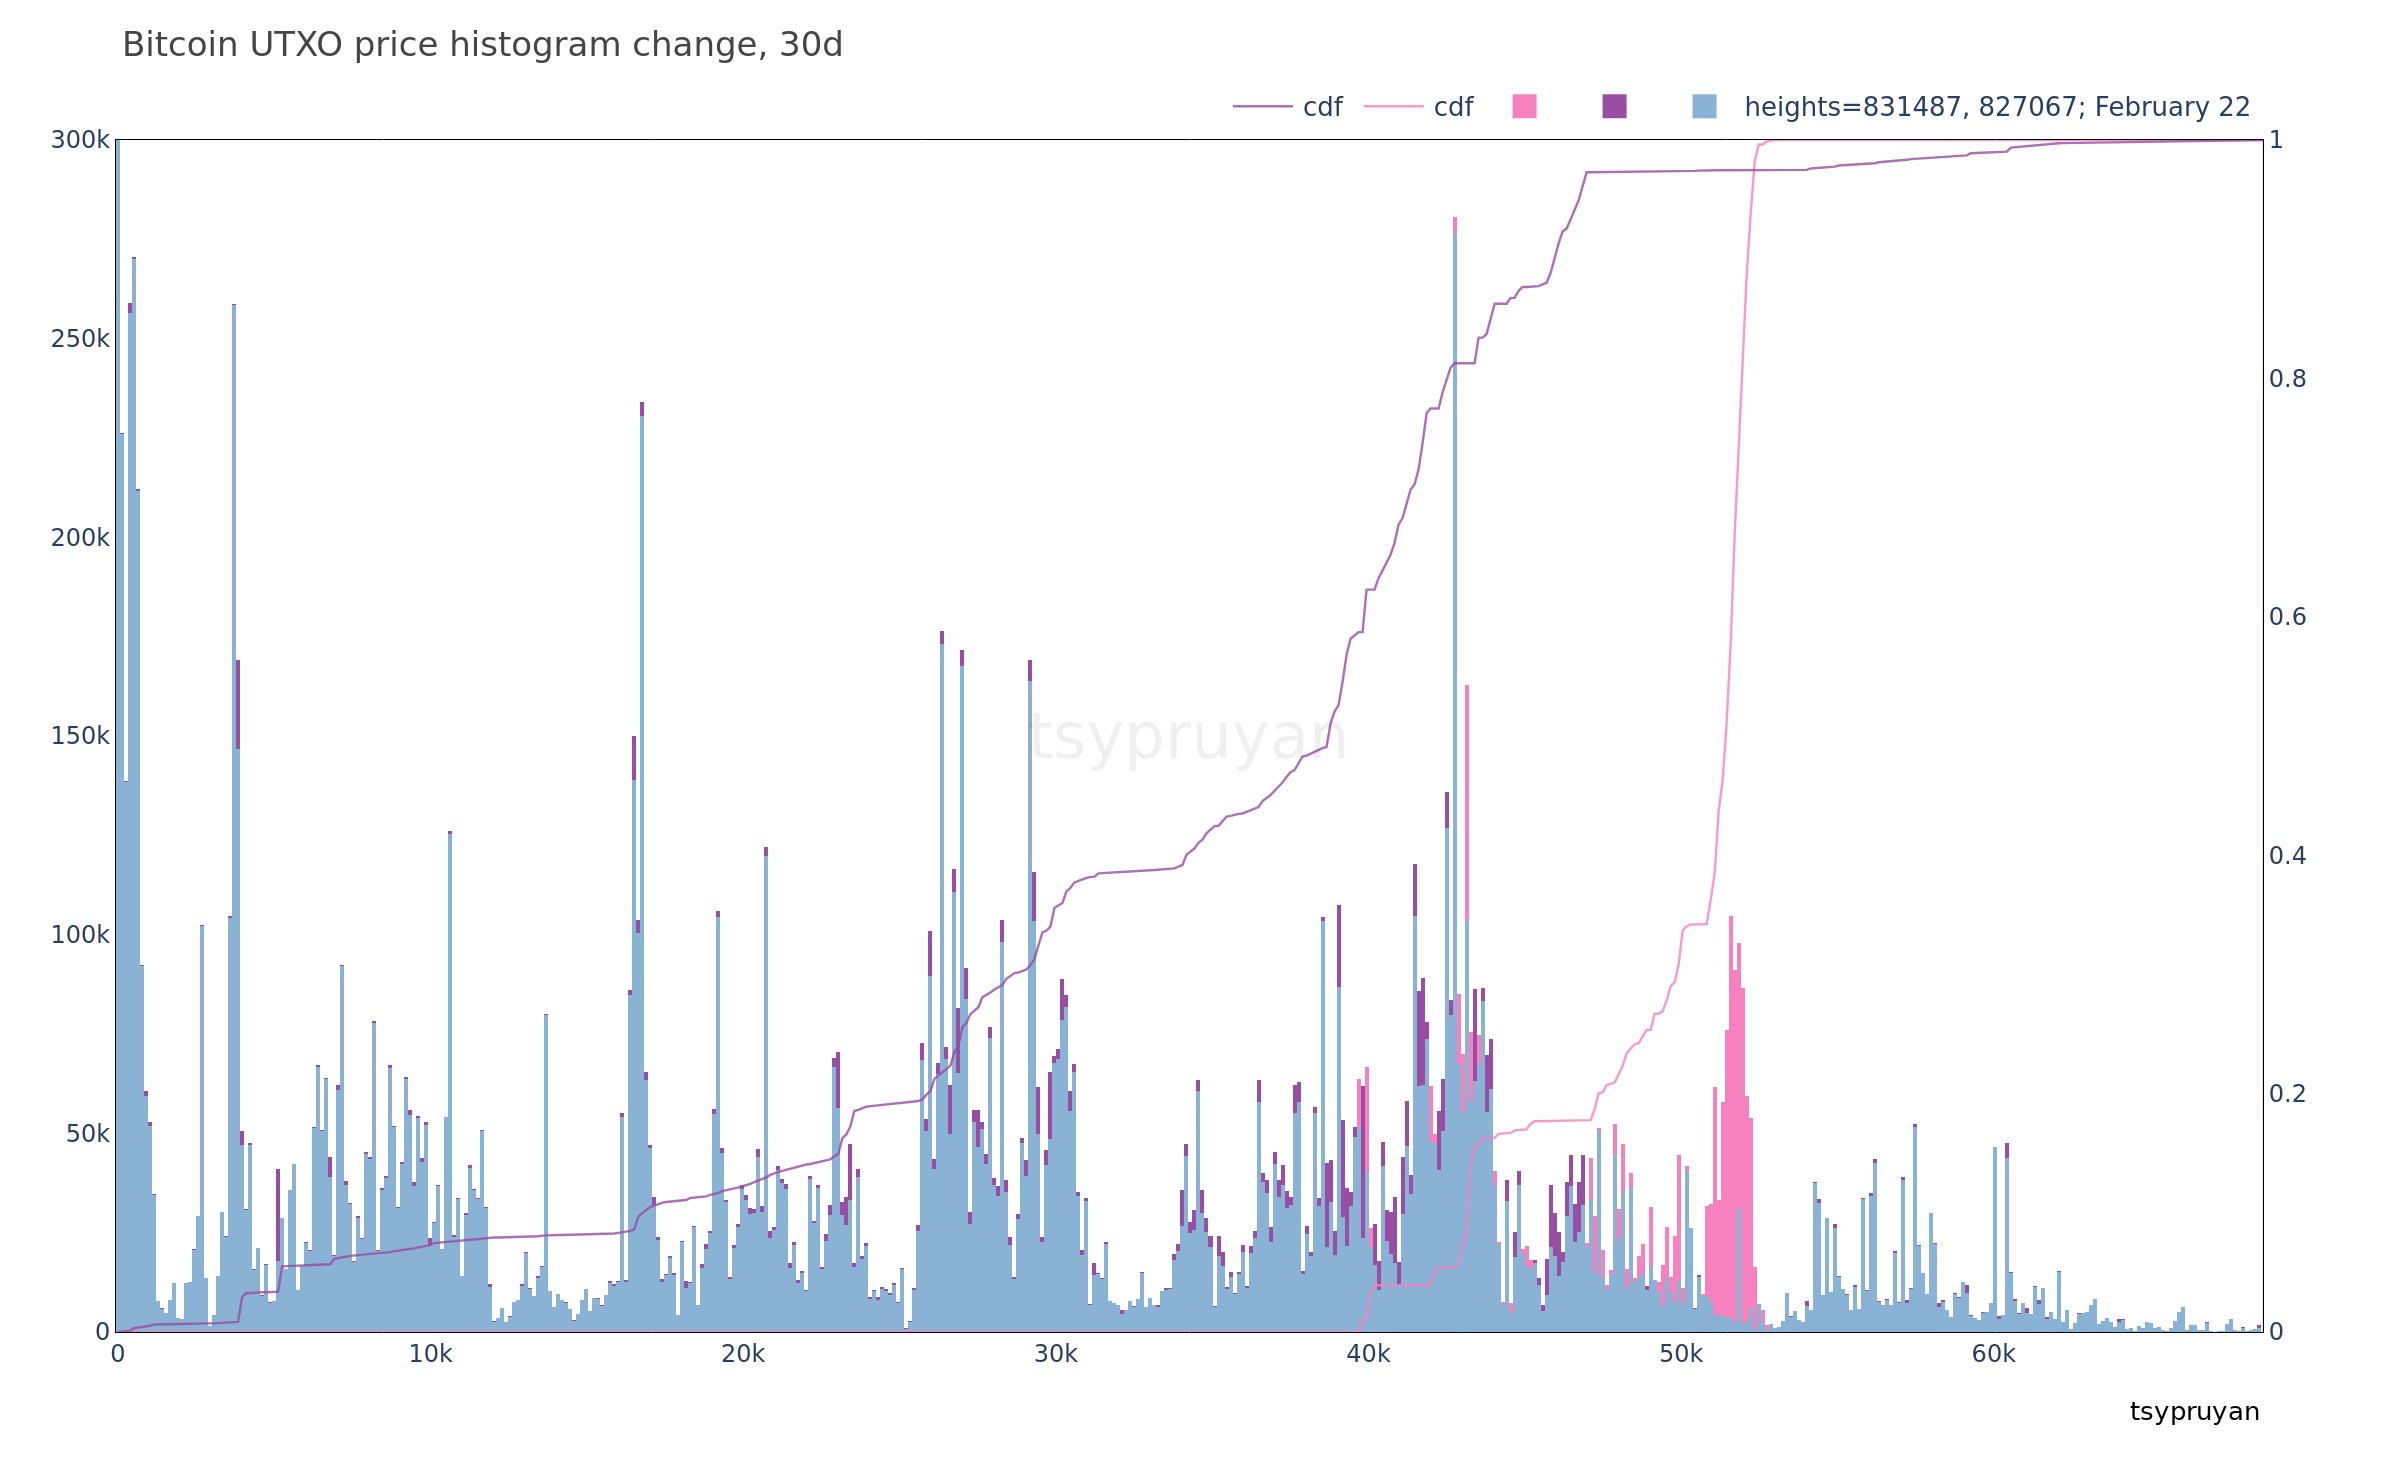 Bitcoin UTXO price histogram change, 30d
cdf cdf heights=831487, 827067; February 22
300k
250k
200k
150k
100k
50k
0
1
0.8
0.6
0.4
0.2
0
tsypruyan
0 10k 20k 30k 40k 50k 60k
tsypruyan